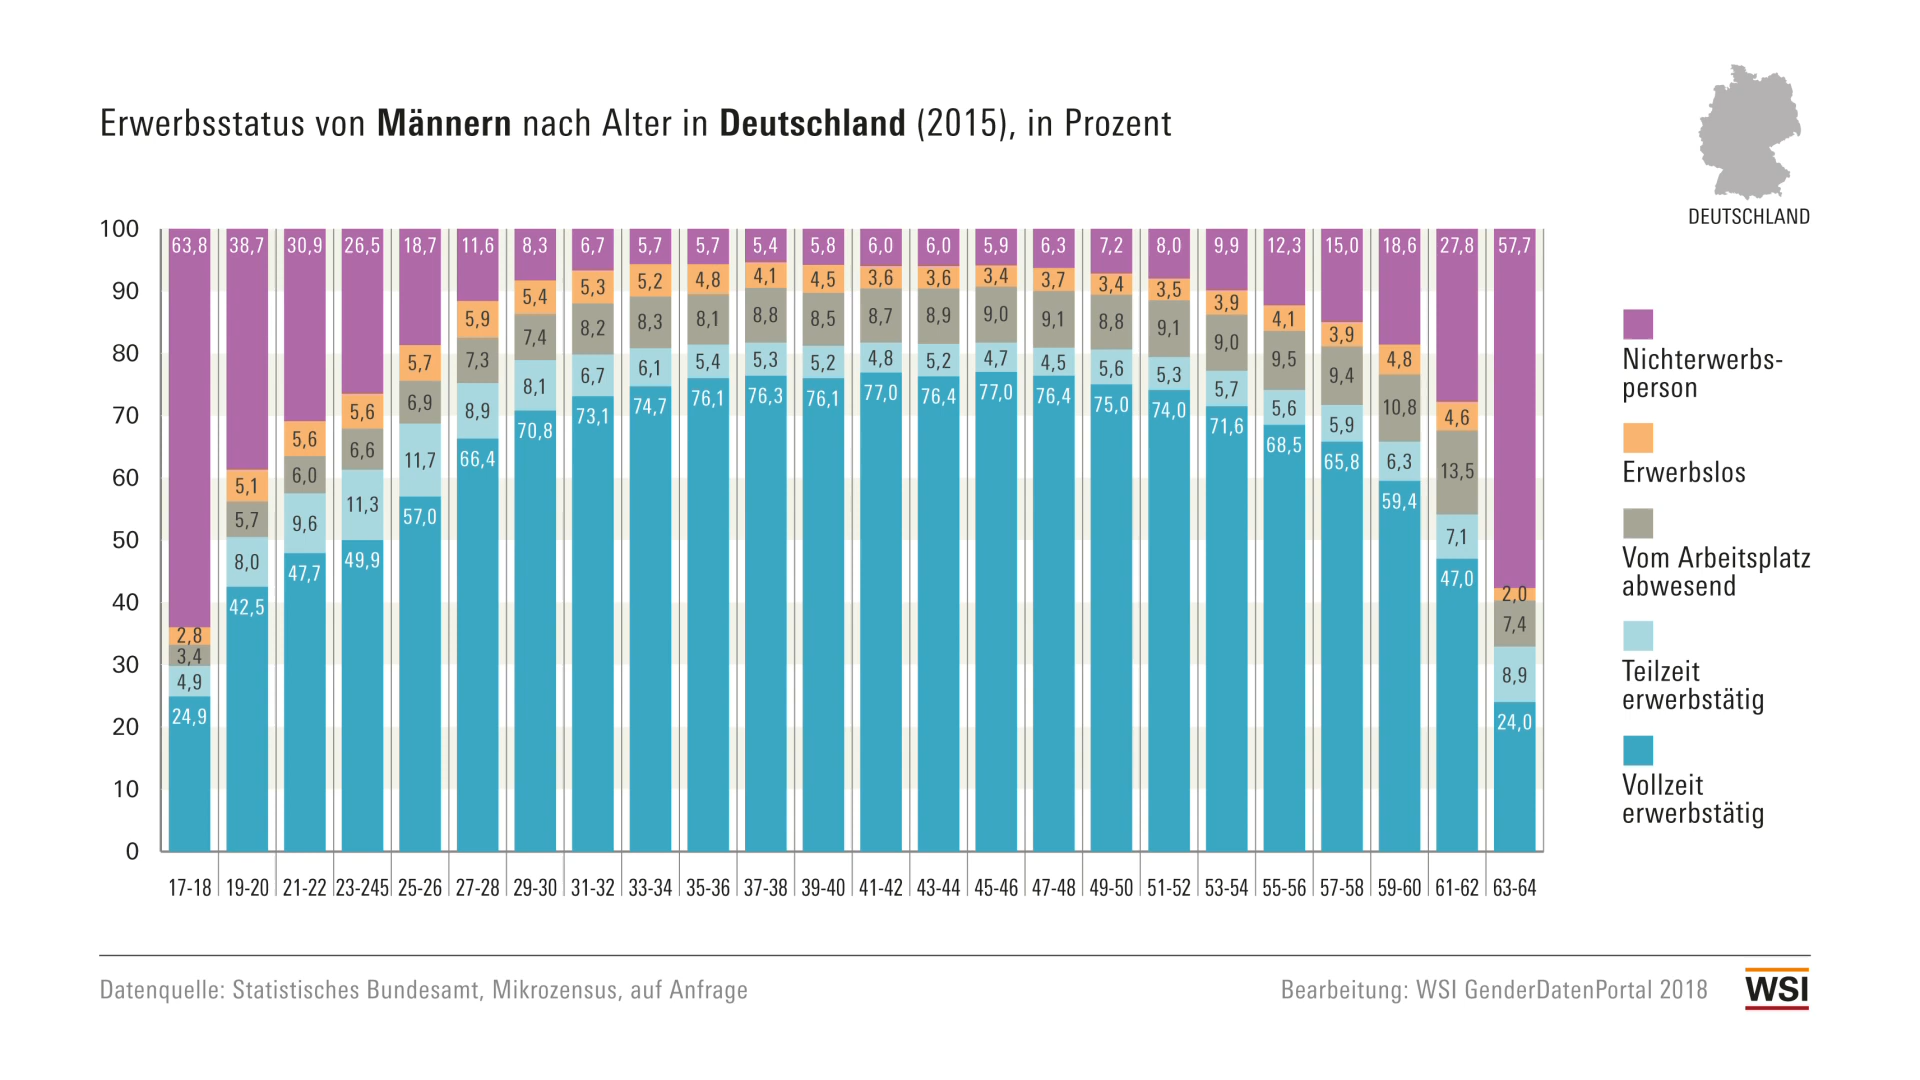 Erwerbsstatus von Männern nach Alter in Deutschland (2015), in Prozent
DEUTSCHLAND
100
90
80
70
60
50
40
30
20
10
0
63,8 38,7 30,9 26,5 18,7 11,6 8,3 6,7 5,7 5,7 5,4 5,8 6,0 6,0 5,9 6,3 7,2 8,0 9,9 12,3 15,0 18,6 27,8 57,7
2,8 5,1 5,6 5,6 5,7 5,9 5,4 5,3 5,2 4,8 4,1 4,5 3,6 3,6 3,4 3,7 3,4 3,5 3,9 4,1 3,9 4,8 4,6 2,0
3,4 5,7 6,0 6,6 6,9 7,3 7,4 8,2 8,3 8,1 8,8 8,5 8,7 8,9 9,0 9,1 8,8 9,1 9,0 9,5 9,4 10,8 13,5 7,4
4,9 8,0 9,6 11,3 11,7 8,9 8,1 6,7 6,1 5,4 5,3 5,2 4,8 5,2 4,7 4,5 5,6 5,3 5,7 5,6 5,9 6,3 7,1 8,9
24,9 42,5 47,7 49,9 57,0 66,4 70,8 73,1 74,7 76,1 76,3 76,1 77,0 76,4 77,0 76,4 75,0 74,0 71,6 68,5 65,8 59,4 47,0 24,0
17-18 19-20 21-22 23-245 25-26 27-28 29-30 31-32 33-34 35-36 37-38 39-40 41-42 43-44 45-46 47-48 49-50 51-52 53-54 55-56 57-58 59-60 61-62 63-64
Nichterwerbs-
person
Erwerbslos
Vom Arbeitsplatz
abwesend
Teilzeit
erwerbstätig
Vollzeit
erwerbstätig
Datenquelle: Statistisches Bundesamt, Mikrozensus, auf Anfrage
Bearbeitung: WSI GenderDatenPortal 2018
WSI